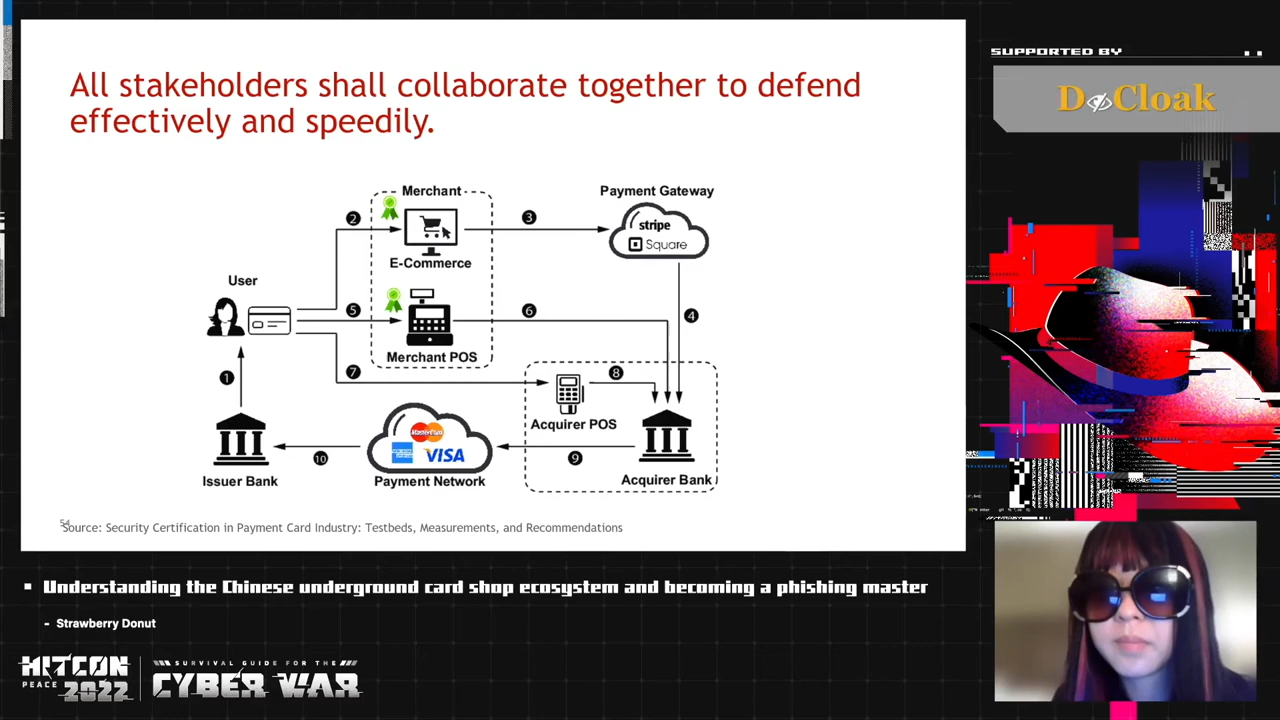 All stakeholders shall collaborate together to defend
effectively and speedily.
SUPPORTED BY
DoCloak
Merchant
Payment Gateway
2
3
stripe
Square
E-Commerce
User
5
6
4
Merchant POS
7
8
1
Acquirer POS
MasterCard
VISA
10
9
Issuer Bank
Payment Network
Acquirer Bank
54
Source: Security Certification in Payment Card Industry: Testbeds, Measurements, and Recommendations
Understanding the Chinese underground card shop ecosystem and becoming a phishing master
- Strawberry Donut
HITCON
PEACE 2022
SURVIVAL GUIDE FOR THE
CYBER WAR